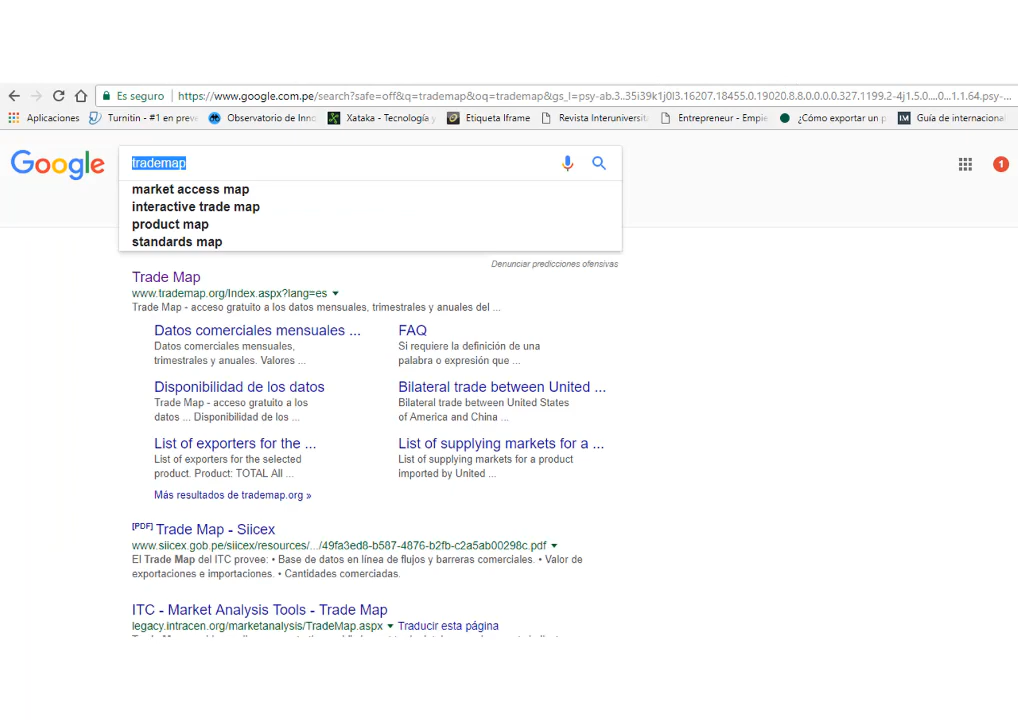 Es seguro | https://www.google.com.pe/search?safe=off&q=trademap&oq=trademap&gs_l=psy-ab.3..35i39k1j0l3.16207.18455.0.19020.8.8.0.0.0.0.327.1199.2-4j1.5.0....0...1.1.64.psy-...
Aplicaciones Turnitin - #1 en preve Observatorio de Inno Xataka - Tecnología y Etiqueta Iframe Revista Interuniversita Entrepreneur - Empie ¿Cómo exportar un p Guía de internacional
Google
trademap
1
market access map
interactive trade map
product map
standards map
Denunciar predicciones ofensivas
Trade Map
www.trademap.org/Index.aspx?lang=es
Trade Map - acceso gratuito a los datos mensuales, trimestrales y anuales del ...
Datos comerciales mensuales ...
Datos comerciales mensuales,
trimestrales y anuales. Valores ...
FAQ
Si requiere la definición de una
palabra o expresión que ...
Disponibilidad de los datos
Trade Map - acceso gratuito a los
datos ... Disponibilidad de los ...
Bilateral trade between United ...
Bilateral trade between United States
of America and China ...
List of exporters for the ...
List of exporters for the selected
product. Product: TOTAL All ...
List of supplying markets for a ...
List of supplying markets for a product
imported by United ...
Más resultados de trademap.org »
[PDF] Trade Map - Siicex
www.siicex.gob.pe/siicex/resources/.../49fa3ed8-b587-4876-b2fb-c2a5ab00298c.pdf
El Trade Map del ITC provee: • Base de datos en línea de flujos y barreras comerciales. • Valor de
exportaciones e importaciones. • Cantidades comerciadas.
ITC - Market Analysis Tools - Trade Map
legacy.intracen.org/marketanalysis/TradeMap.aspx Traducir esta página